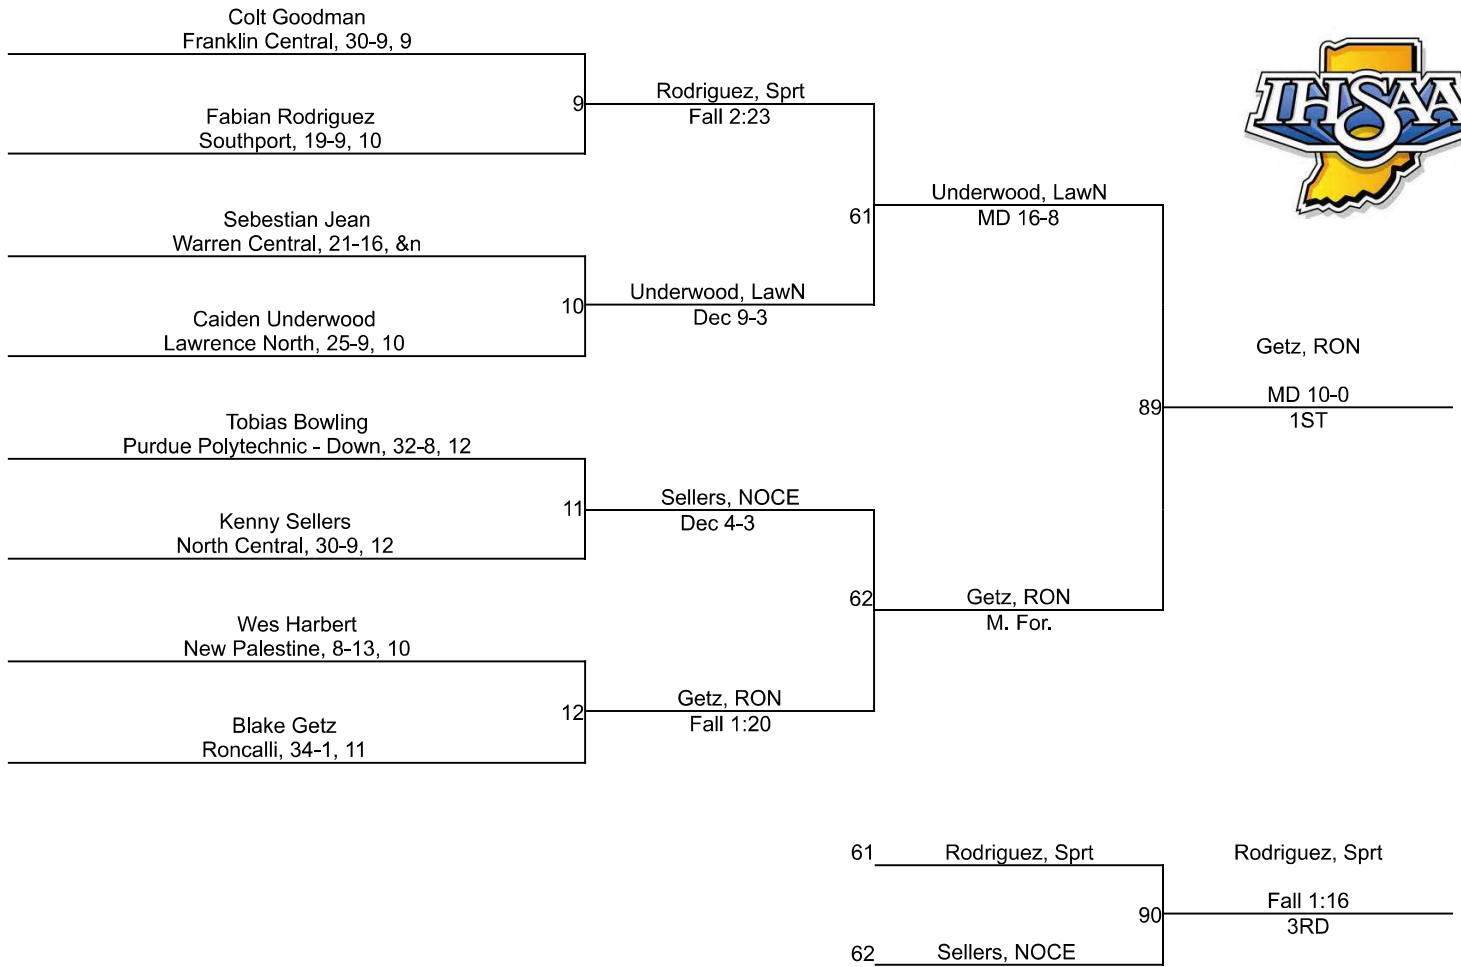 Colt Goodman
Franklin Central, 30-9, 9
9
Rodriguez, Sprt
Fall 2:23
Fabian Rodriguez
Southport, 19-9, 10
IHSAA
61
Underwood, LawN
MD 16-8
Sebestian Jean
Warren Central, 21-16, &n
10
Underwood, LawN
Dec 9-3
Caiden Underwood
Lawrence North, 25-9, 10
89
Getz, RON
MD 10-0
1ST
Tobias Bowling
Purdue Polytechnic - Down, 32-8, 12
11
Sellers, NOCE
Dec 4-3
Kenny Sellers
North Central, 30-9, 12
62
Getz, RON
M. For.
Wes Harbert
New Palestine, 8-13, 10
12
Getz, RON
Fall 1:20
Blake Getz
Roncalli, 34-1, 11
61
Rodriguez, Sprt
90
Rodriguez, Sprt
Fall 1:16
3RD
62
Sellers, NOCE